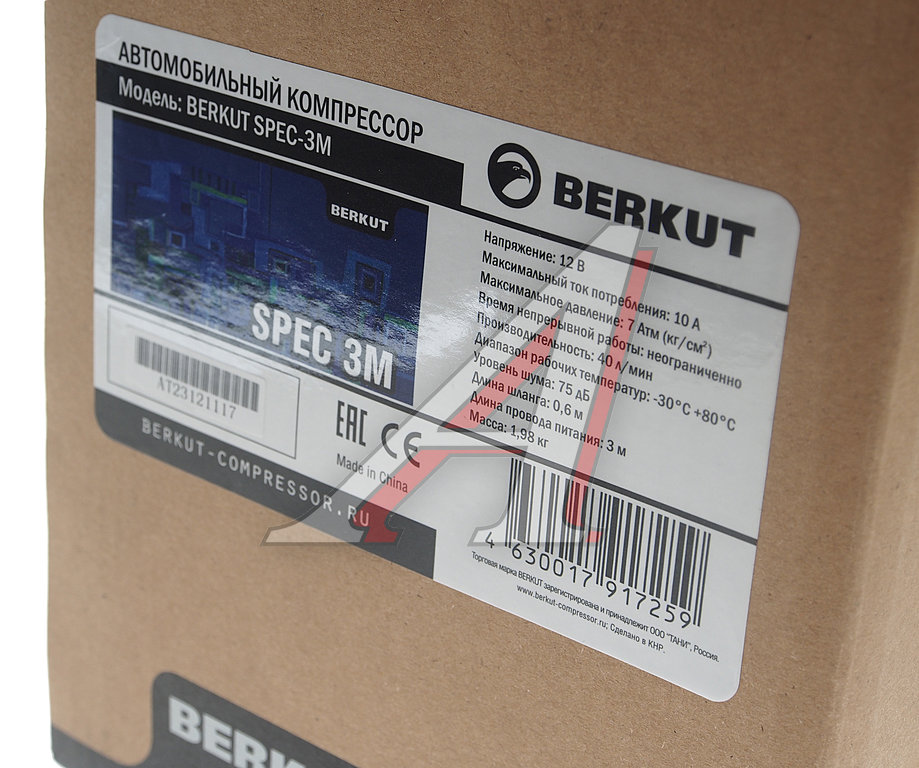 АВТОМОБИЛЬНЫЙ КОМПРЕССОР
Модель: BERKUT SPEC-3M
BERKUT
SPEC 3M
AT23121117
BERKUT-COMPRESSOR.RU
EAC CE
Made in China
BERKUT
Напряжение: 12 В
Максимальный ток потребления: 10 А
Максимальное давление: 7 Атм (кг/см²)
Время непрерывной работы: неограниченно
Производительность: 40 л/мин
Диапазон рабочих температур: -30°C +80°C
Уровень шума: 75 дБ
Длина шланга: 0,6 м
Длина провода питания: 3 м
Масса: 1,98 кг
4 630017 917259
Торговая марка BERKUT зарегистрирована и принадлежит ООО "ТАНИ", Россия.
www.berkut-compressor.ru; Сделано в КНР.
BERK